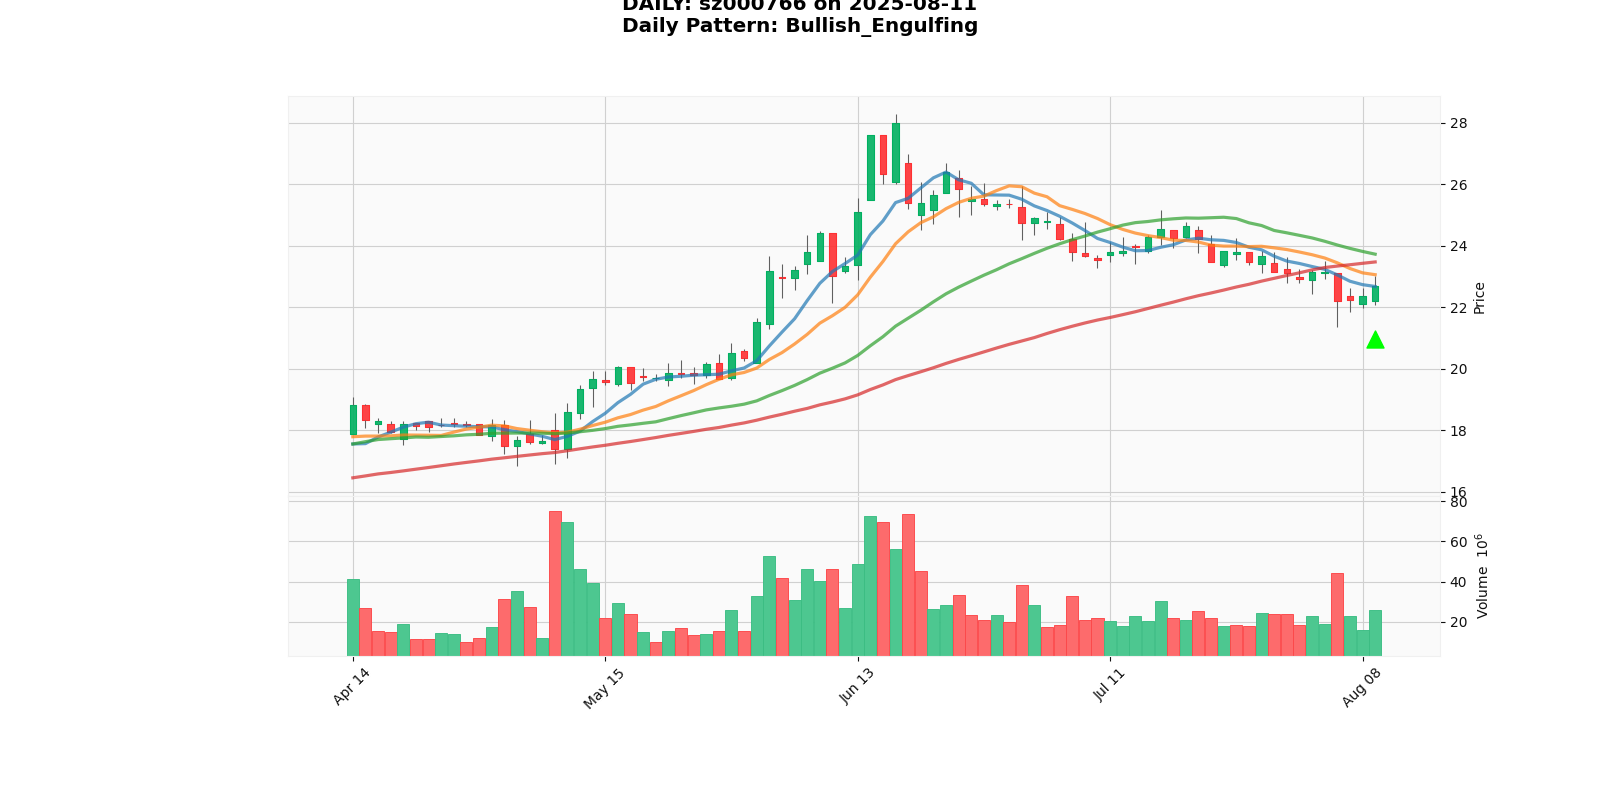 DAILY: sz000766 on 2025-08-11
Daily Pattern: Bullish_Engulfing
28
26
24
22
20
18
16
Price
80
60
40
20
Volume 10^6
Apr 14
May 15
Jun 13
Jul 11
Aug 08